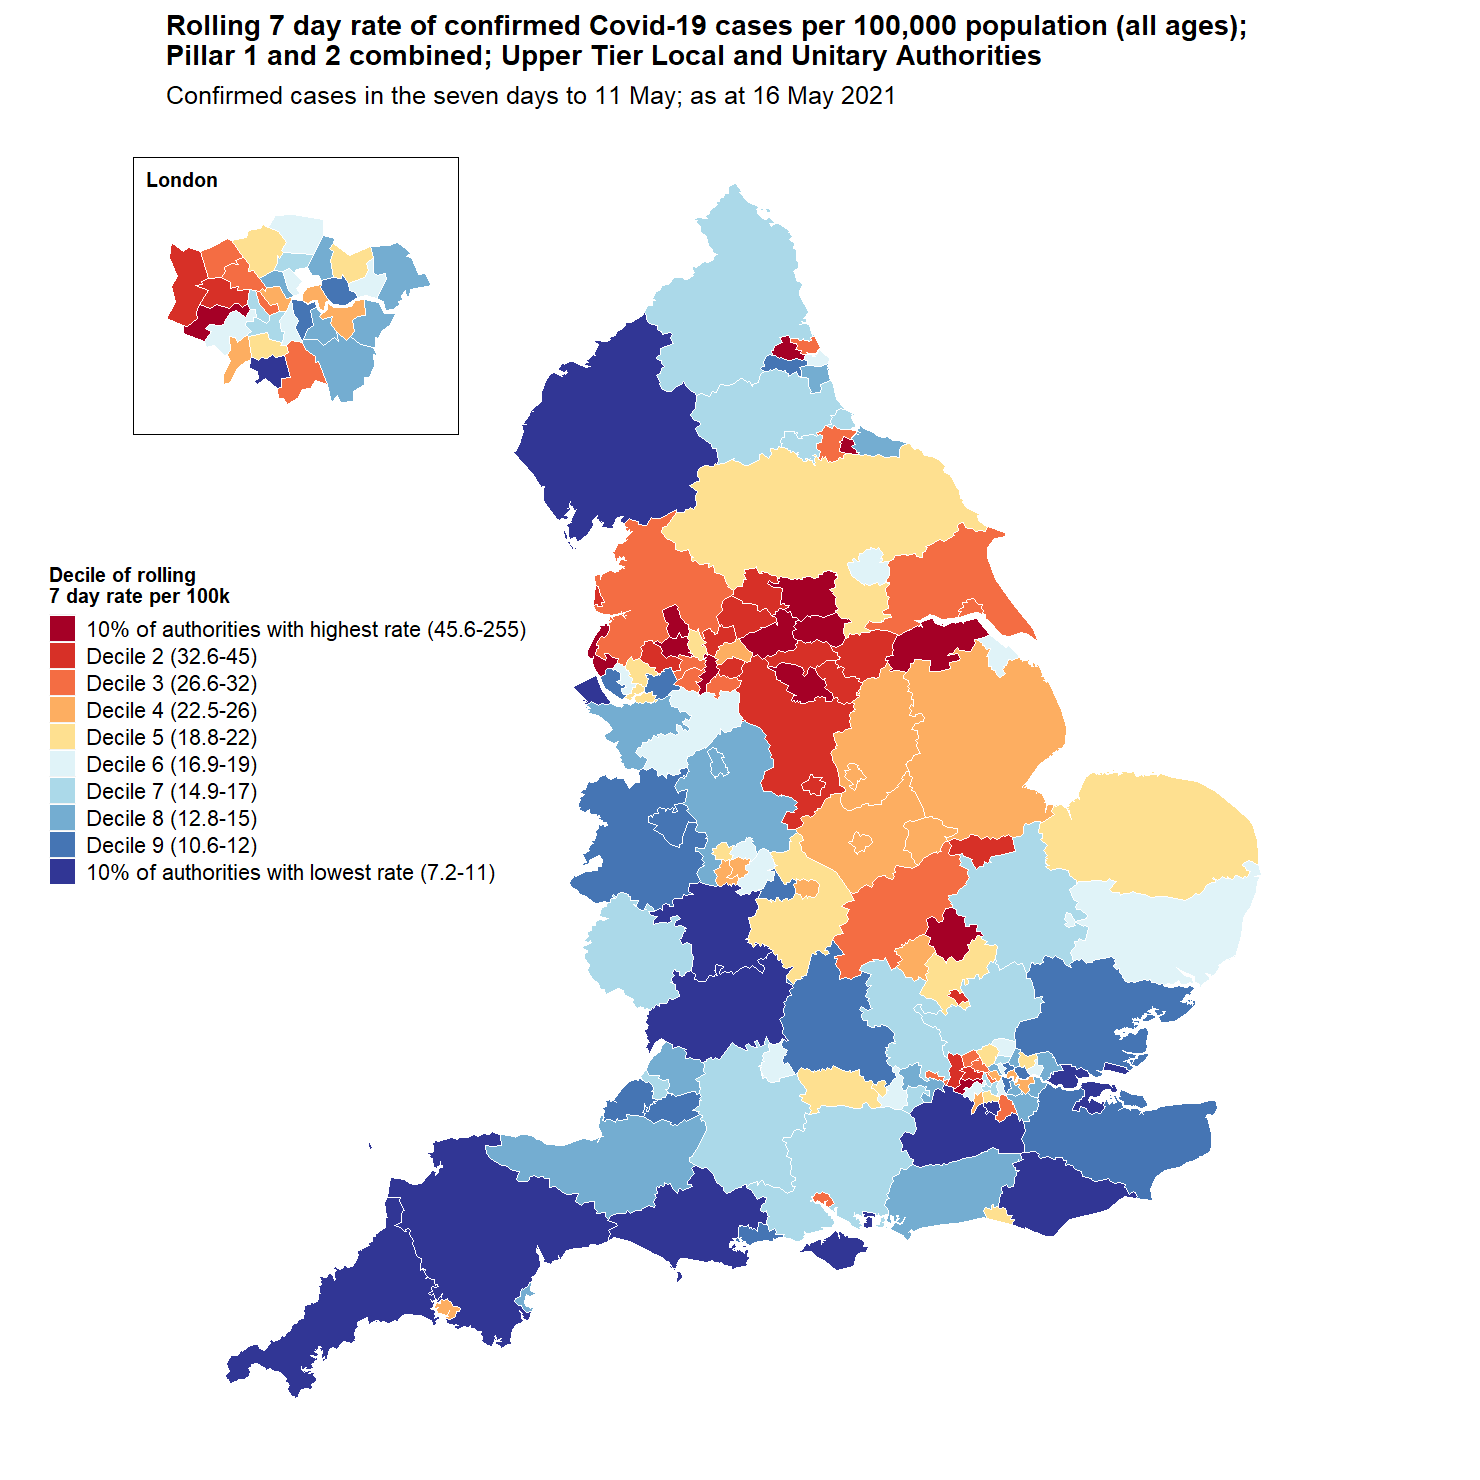 Rolling 7 day rate of confirmed Covid-19 cases per 100,000 population (all ages);
Pillar 1 and 2 combined; Upper Tier Local and Unitary Authorities
Confirmed cases in the seven days to 11 May; as at 16 May 2021
London
Decile of rolling
7 day rate per 100k
10% of authorities with highest rate (45.6-255)
Decile 2 (32.6-45)
Decile 3 (26.6-32)
Decile 4 (22.5-26)
Decile 5 (18.8-22)
Decile 6 (16.9-19)
Decile 7 (14.9-17)
Decile 8 (12.8-15)
Decile 9 (10.6-12)
10% of authorities with lowest rate (7.2-11)